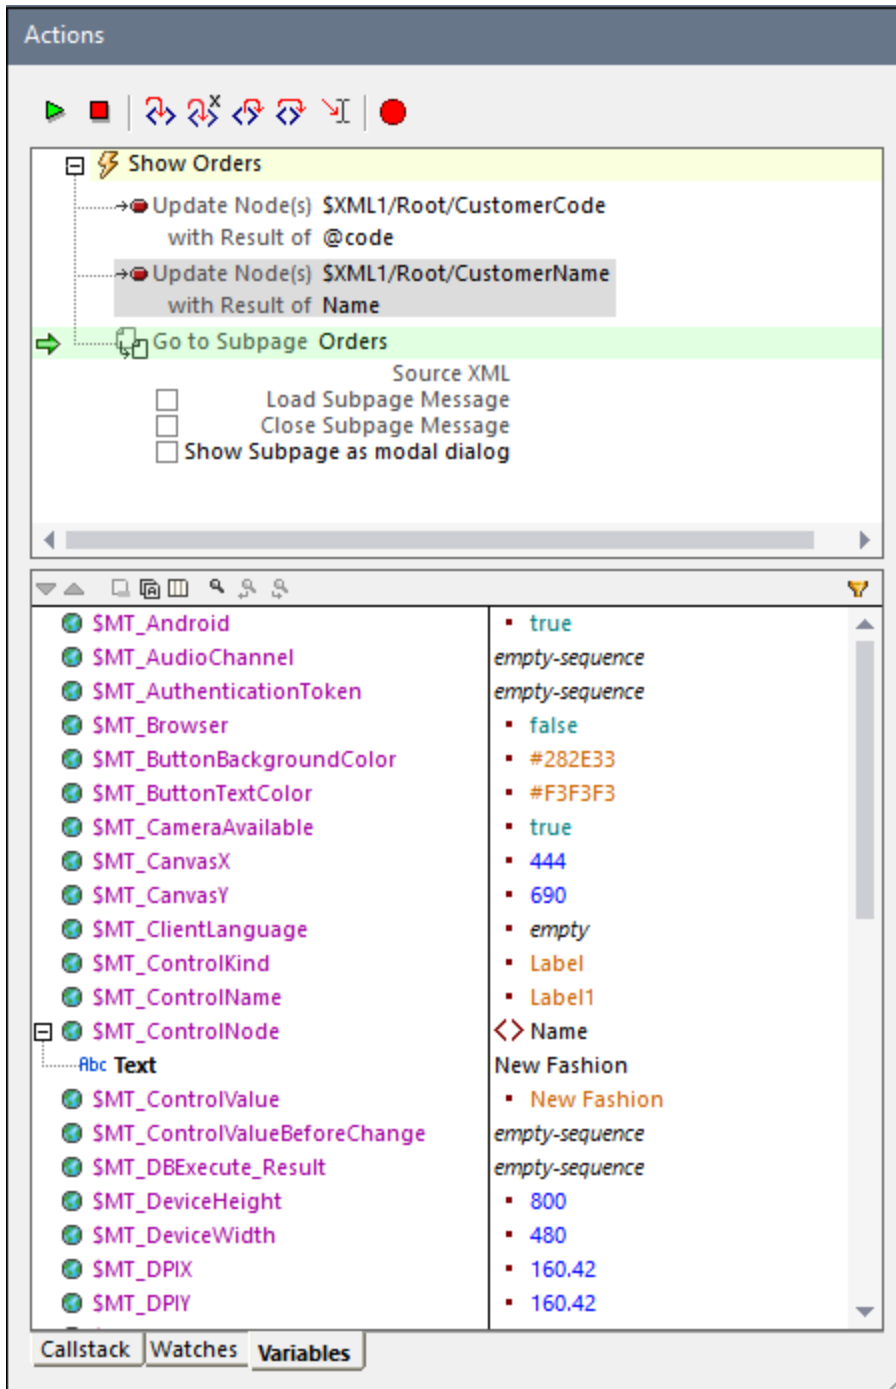 Actions
Show Orders
Update Node(s) $XML1/Root/CustomerCode
with Result of @code
Update Node(s) $XML1/Root/CustomerName
with Result of Name
Go to Subpage Orders
Source XML
Load Subpage Message
Close Subpage Message
Show Subpage as modal dialog
$MT_Android true
$MT_AudioChannel empty-sequence
$MT_AuthenticationToken empty-sequence
$MT_Browser false
$MT_ButtonBackgroundColor #282E33
$MT_ButtonTextColor #F3F3F3
$MT_CameraAvailable true
$MT_CanvasX 444
$MT_CanvasY 690
$MT_ClientLanguage empty
$MT_ControlKind Label
$MT_ControlName Label1
$MT_ControlNode <> Name
Abc Text New Fashion
$MT_ControlValue New Fashion
$MT_ControlValueBeforeChange empty-sequence
$MT_DBExecute_Result empty-sequence
$MT_DeviceHeight 800
$MT_DeviceWidth 480
$MT_DPIX 160.42
$MT_DPIY 160.42
Callstack Watches Variables